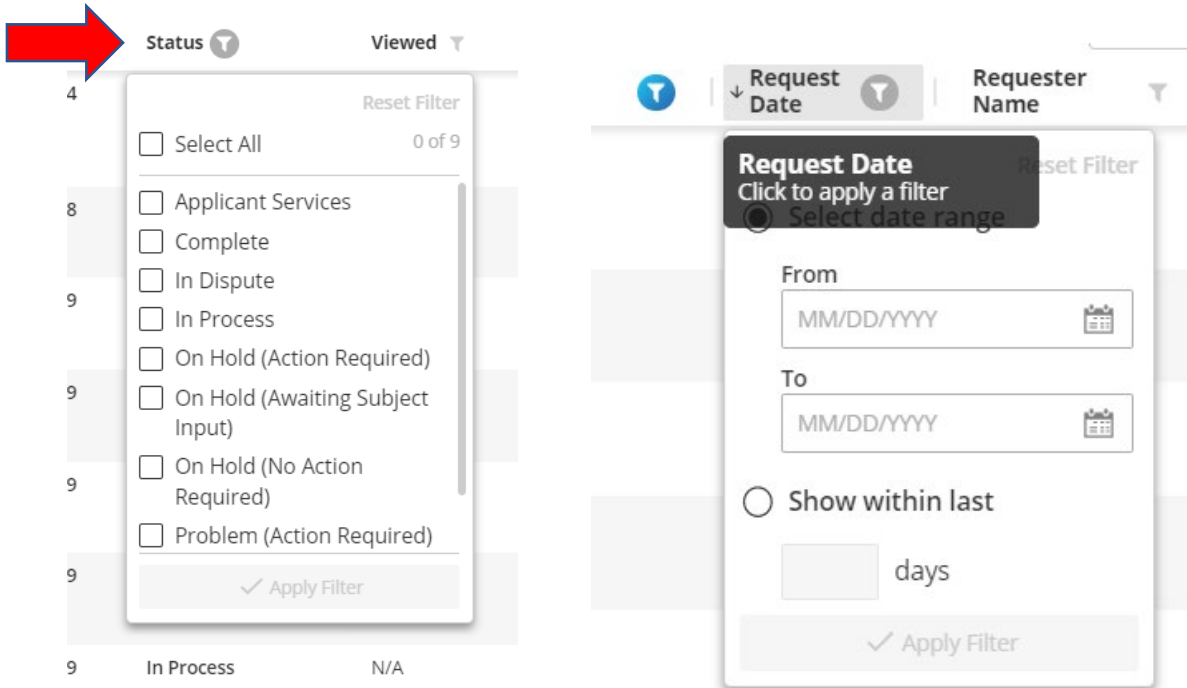 Status
Viewed
4
Reset Filter
Select All
0 of 9
8
Applicant Services
Complete
In Dispute
9
In Process
On Hold (Action Required)
9
On Hold (Awaiting Subject
Input)
On Hold (No Action
9
Required)
Problem (Action Required)
9
Apply Filter
9
In Process
N/A
Request
Date
Requester
Name
Request Date
Click to apply a filter
Reset Filter
Select date range
From
MM/DD/YYYY
To
MM/DD/YYYY
Show within last
days
Apply Filter